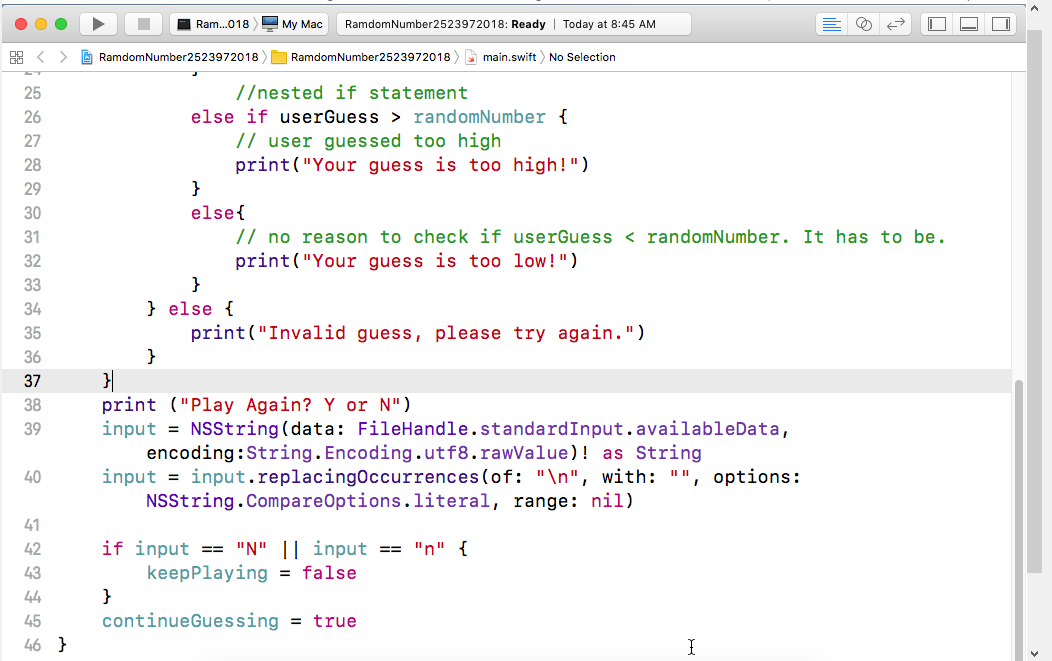 Ram...018 〉 My Mac RamdomNumber2523972018: Ready | Today at 8:45 AM
RamdomNumber2523972018 〉 RamdomNumber2523972018 〉 main.swift 〉 No Selection
24 }
25 //nested if statement
26 else if userGuess > randomNumber {
27 // user guessed too high
28 print("Your guess is too high!")
29 }
30 else{
31 // no reason to check if userGuess < randomNumber. It has to be.
32 print("Your guess is too low!")
33 }
34 } else {
35 print("Invalid guess, please try again.")
36 }
37 }
38 print ("Play Again? Y or N")
39 input = NSString(data: FileHandle.standardInput.availableData,
encoding:String.Encoding.utf8.rawValue)! as String
40 input = input.replacingOccurrences(of: "\n", with: "", options:
NSString.CompareOptions.literal, range: nil)
41
42 if input == "N" || input == "n" {
43 keepPlaying = false
44 }
45 continueGuessing = true
46 }